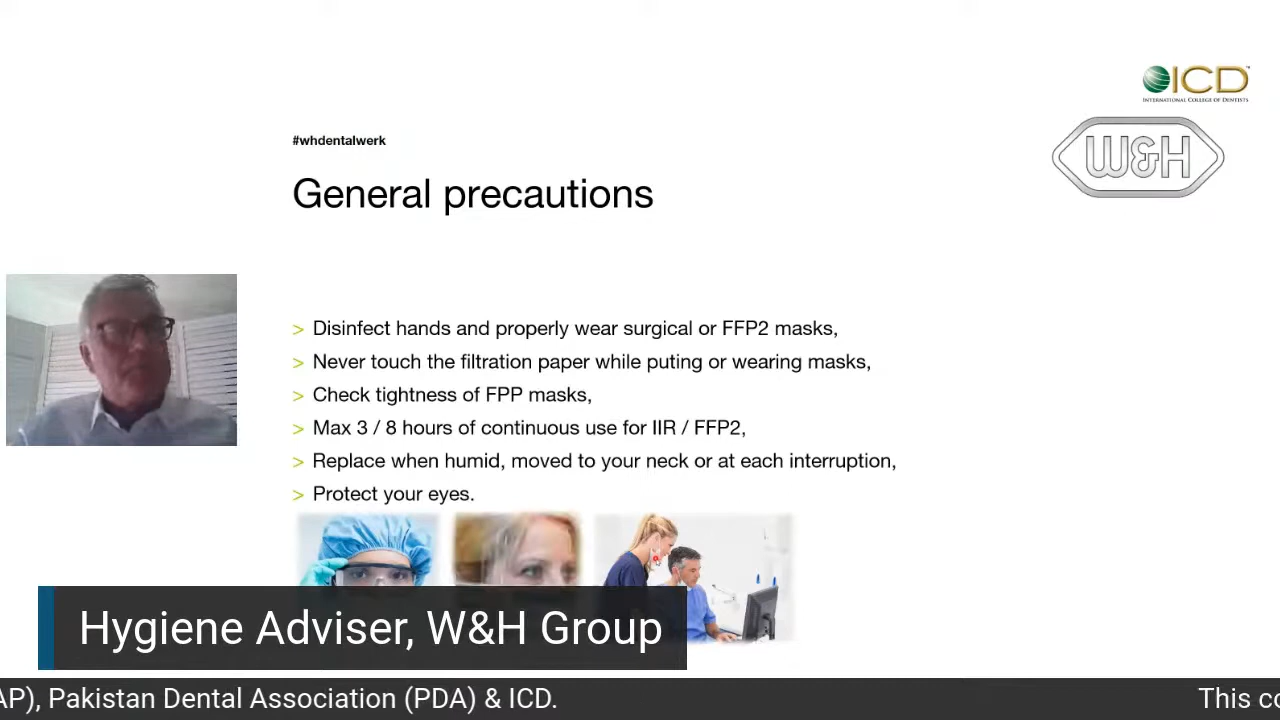 ICD
INTERNATIONAL COLLEGE OF DENTISTS
W&H
#whdentalwerk
General precautions
> Disinfect hands and properly wear surgical or FFP2 masks,
> Never touch the filtration paper while puting or wearing masks,
> Check tightness of FPP masks,
> Max 3 / 8 hours of continuous use for IIR / FFP2,
> Replace when humid, moved to your neck or at each interruption,
> Protect your eyes.
Hygiene Adviser, W&H Group
AP), Pakistan Dental Association (PDA) & ICD. This co